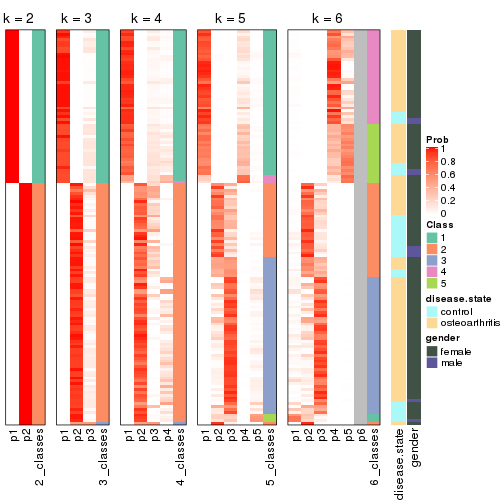 k = 2
k = 3
k = 4
k = 5
k = 6
p1
p2
2_classes
p1
p2
p3
3_classes
p1
p2
p3
p4
4_classes
p1
p2
p3
p4
p5
5_classes
p1
p2
p3
p4
p5
p6
6_classes
disease.state
gender
Prob
1
0.8
0.6
0.4
0.2
0
Class
1
2
3
4
5
disease.state
control
osteoarthritis
gender
female
male